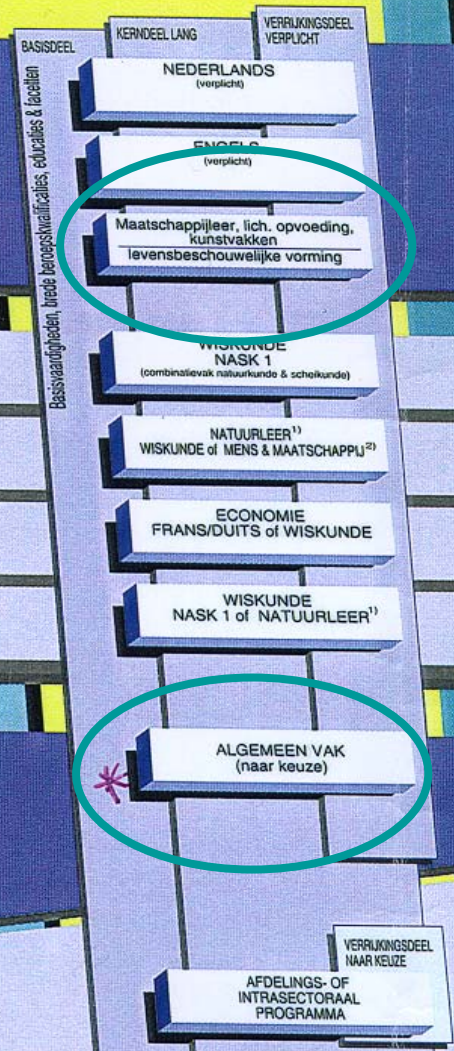 BASISDEEL
KERNDEEL LANG
VERRIJKINGSDEEL
VERPLICHT
Basisvaardigheden, brede beroepskwalificaties, educaties & facetten
NEDERLANDS
(verplicht)
ENGELS
(verplicht)
Maatschappijleer, lich. opvoeding,
kunstvakken
levensbeschouwelijke vorming
WISKUNDE
NASK 1
(combinatievak natuurkunde & scheikunde)
NATUURLEER¹⁾
WISKUNDE of MENS & MAATSCHAPPIJ²⁾
ECONOMIE
FRANS/DUITS of WISKUNDE
WISKUNDE
NASK 1 of NATUURLEER¹⁾
ALGEMEEN VAK
(naar keuze)
VERRIJKINGSDEEL
NAAR KEUZE
AFDELINGS- OF
INTRASECTORAAL
PROGRAMMA